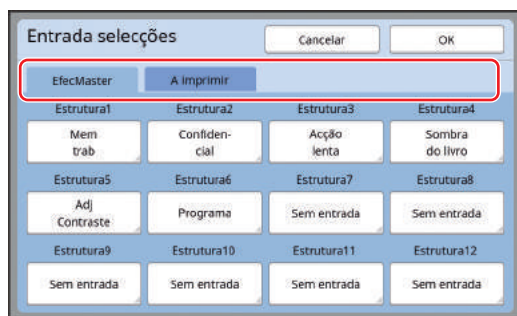 Entrada selecções
Cancelar
OK
EfecMaster
A Imprimir
Estrutura1
Estrutura2
Estrutura3
Estrutura4
Mem
trab
Confiden-
cial
Acção
lenta
Sombra
do livro
Estrutura5
Estrutura6
Estrutura7
Estrutura8
Adj
Contraste
Programa
Sem entrada
Sem entrada
Estrutura9
Estrutura10
Estrutura11
Estrutura12
Sem entrada
Sem entrada
Sem entrada
Sem entrada